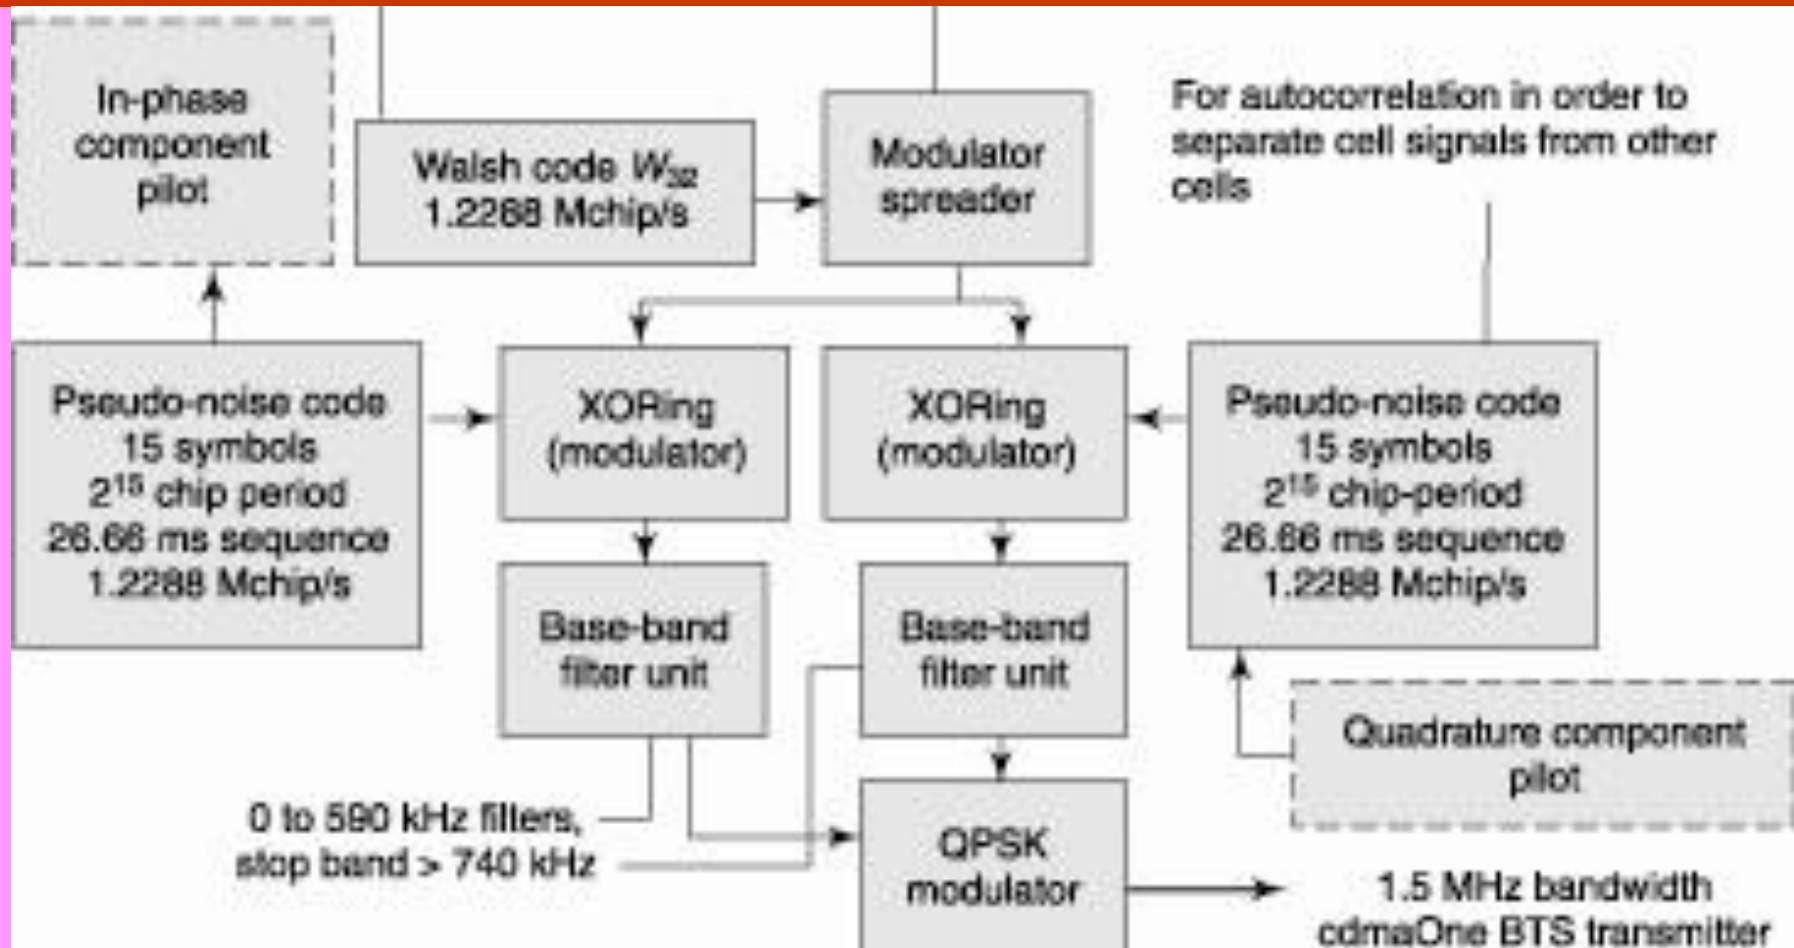 In-phase
component
pilot
Walsh code W₃₂
1.2288 Mchip/s
Modulator
spreader
For autocorrelation in order to
separate cell signals from other
cells
Pseudo-noise code
15 symbols
2¹⁵ chip period
26.66 ms sequence
1.2288 Mchip/s
XORing
(modulator)
XORing
(modulator)
Pseudo-noise code
15 symbols
2¹⁵ chip-period
26.66 ms sequence
1.2288 Mchip/s
Base-band
filter unit
Base-band
filter unit
Quadrature component
pilot
0 to 590 kHz filters,
stop band > 740 kHz
QPSK
modulator
1.5 MHz bandwidth
cdmaOne BTS transmitter